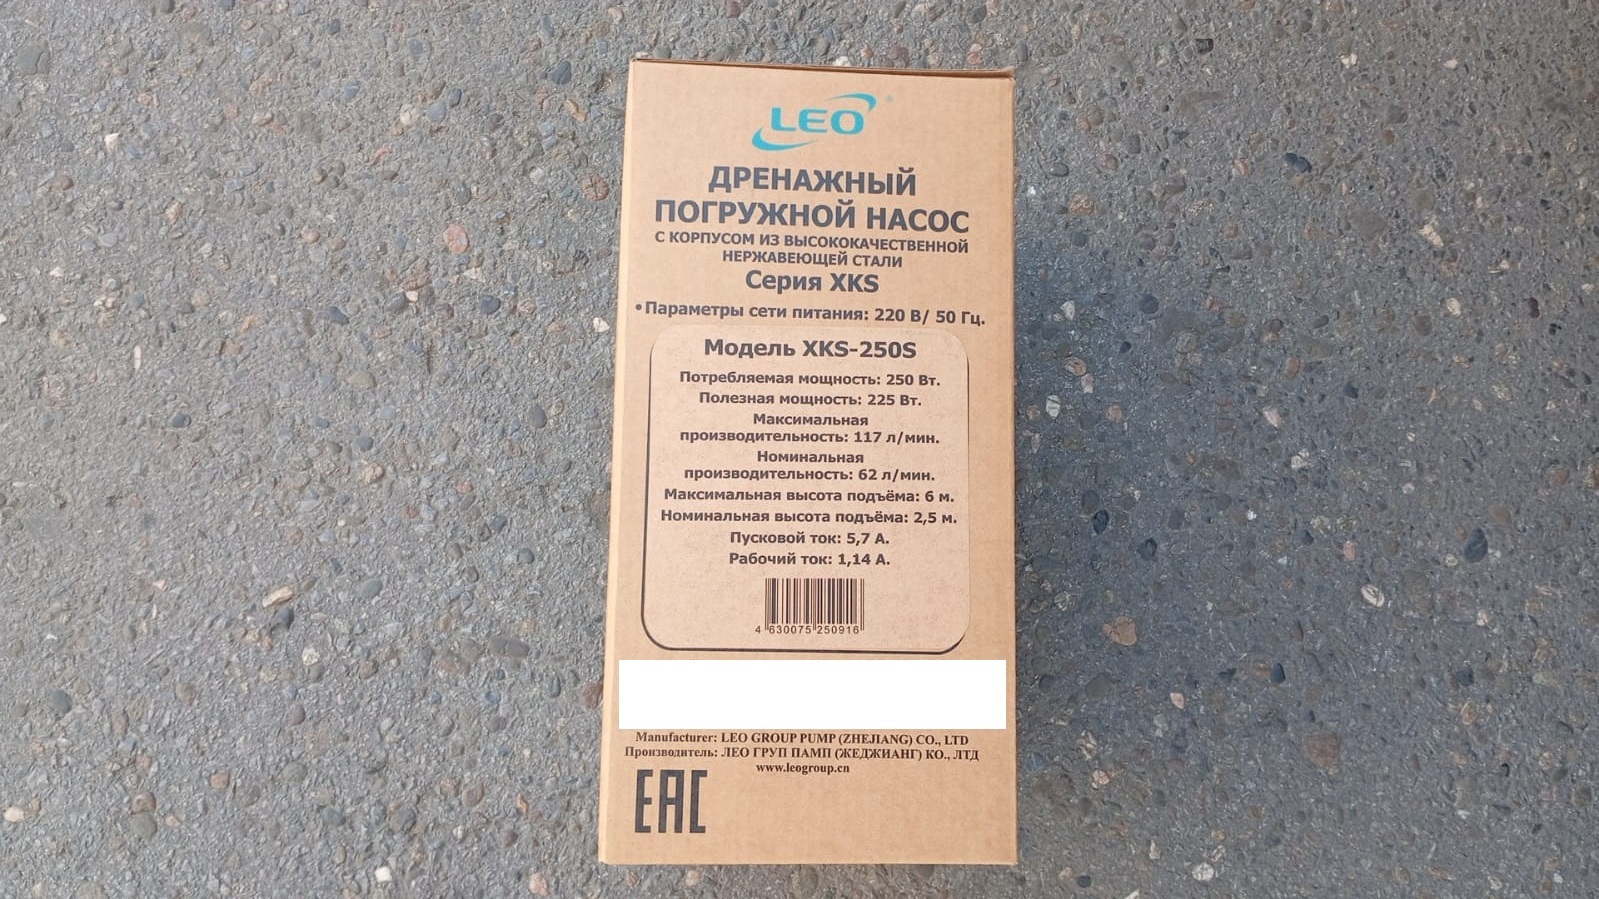 LEO
ДРЕНАЖНЫЙ
ПОГРУЖНОЙ НАСОС
С КОРПУСОМ ИЗ ВЫСОКОКАЧЕСТВЕННОЙ
НЕРЖАВЕЮЩЕЙ СТАЛИ
Серия XKS
•Параметры сети питания: 220 В/ 50 Гц.
Модель XKS-250S
Потребляемая мощность: 250 Вт.
Полезная мощность: 225 Вт.
Максимальная
производительность: 117 л/мин.
Номинальная
производительность: 62 л/мин.
Максимальная высота подъёма: 6 м.
Номинальная высота подъёма: 2,5 м.
Пусковой ток: 5,7 А.
Рабочий ток: 1,14 А.
4 630075 250916
Manufacturer: LEO GROUP PUMP (ZHEJIANG) CO., LTD
Производитель: ЛЕО ГРУП ПАМП (ЖЕДЖИАНГ) КО., ЛТД
www.leogroup.cn
EAC